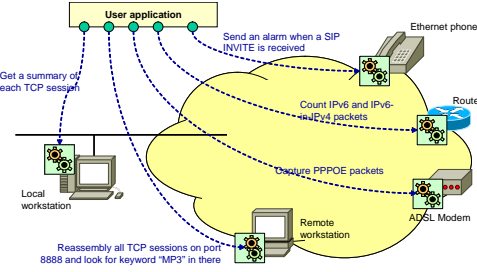 User application
Send an alarm when a SIP
INVITE is received
Ethernet phone
Get a summary of
each TCP session
Count IPv6 and IPv6-
in-IPv4 packets
Route
Capture PPPOE packets
Local
workstation
ADSL Modem
Remote
workstation
Reassembly all TCP sessions on port
8888 and look for keyword “MP3” in there